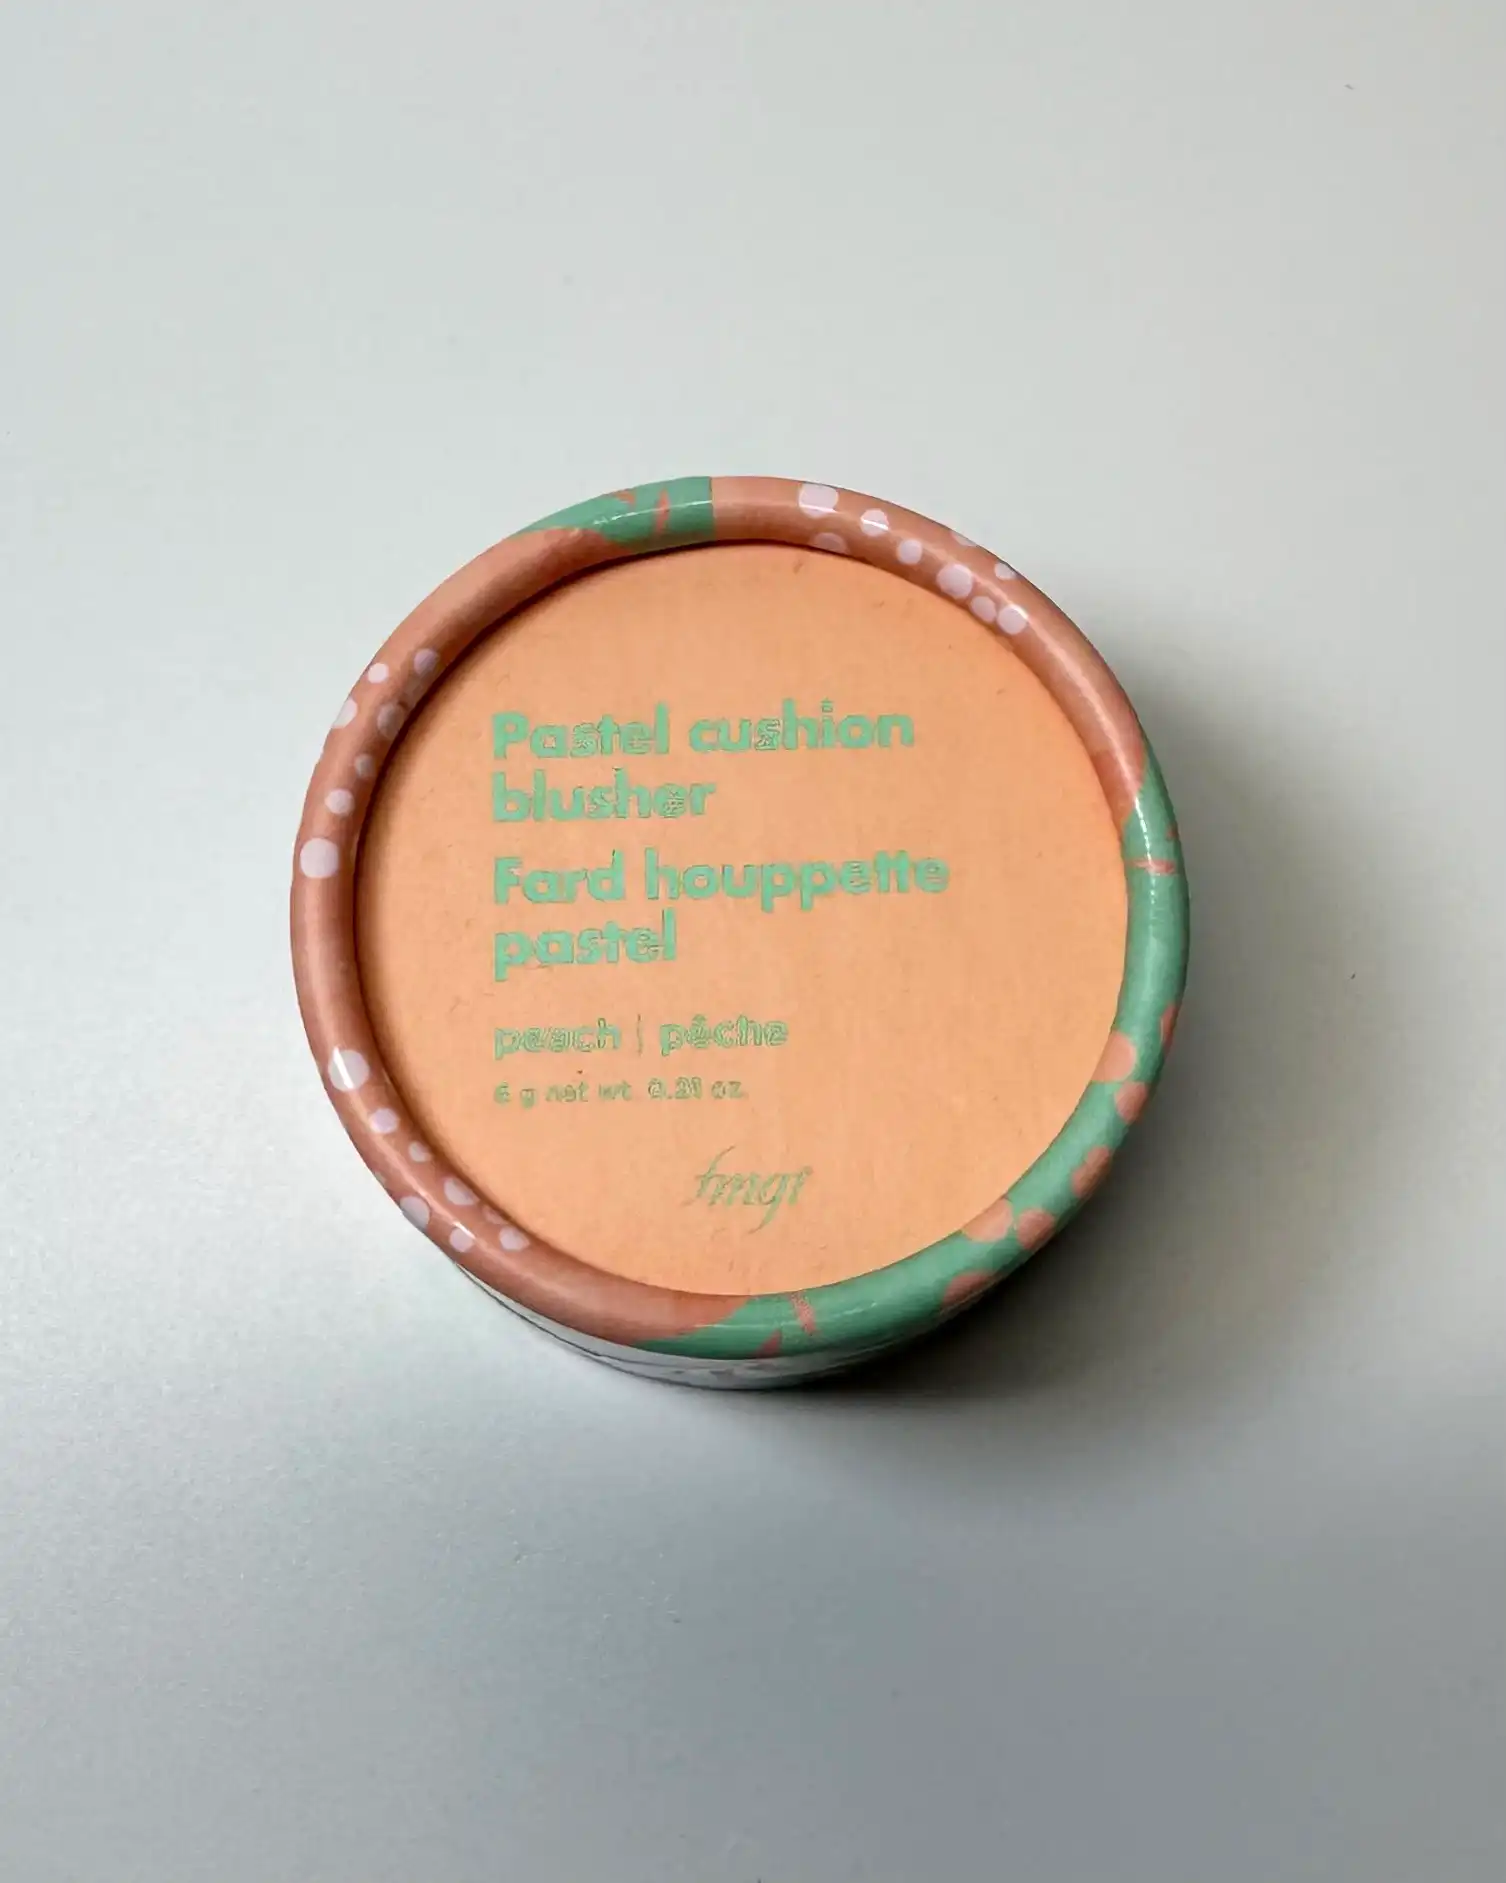 Pastel cushion
blusher
Fard houppette
pastel
peach | pêche
6 g net wt. 0.21 oz.
fmgt